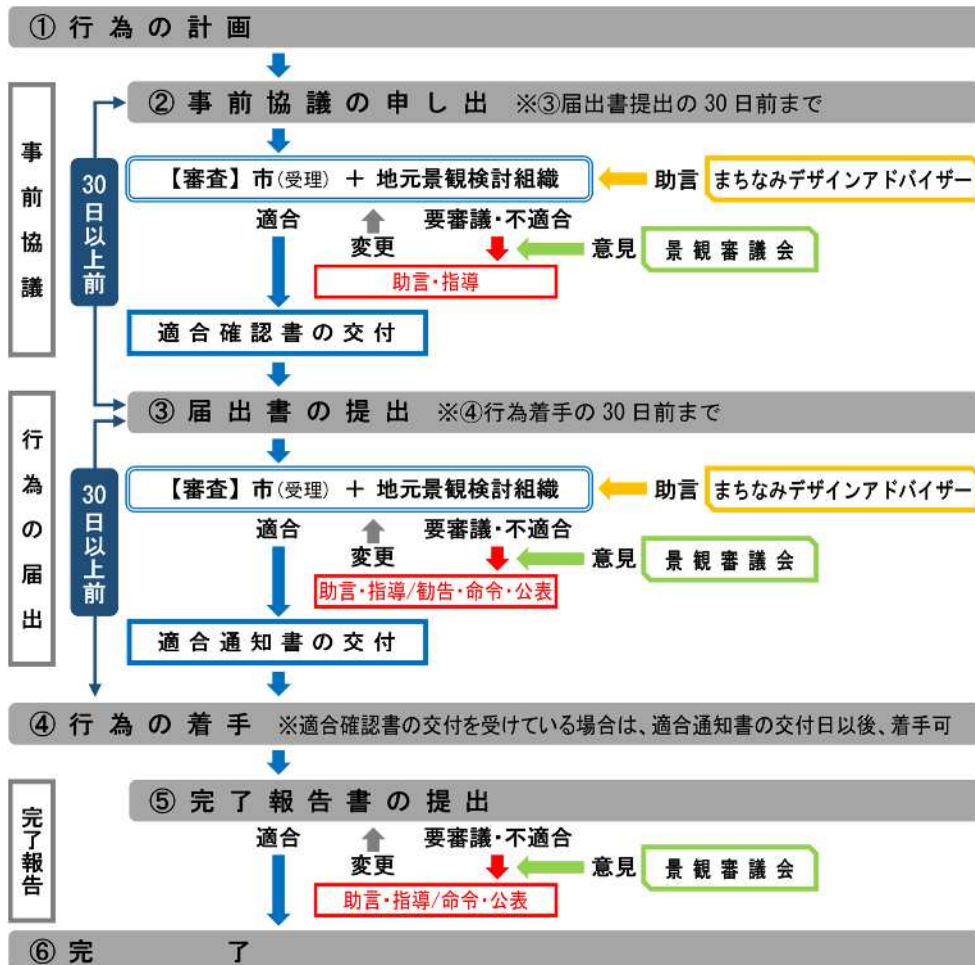 ①行為の計画
事前協議
30日以上前
②事前協議の申し出 ※③届出書提出の30日前まで
【審査】市(受理) + 地元景観検討組織
助言 まちなみデザインアドバイザー
適合
変更
要審議・不適合
意見 景観審議会
助言・指導
適合確認書の交付
行為の届出
30日以上前
③届出書の提出 ※④行為着手の30日前まで
【審査】市(受理) + 地元景観検討組織
助言 まちなみデザインアドバイザー
適合
変更
要審議・不適合
意見 景観審議会
助言・指導/勧告・命令・公表
適合通知書の交付
④行為の着手 ※適合確認書の交付を受けている場合は、適合通知書の交付日以後、着手可
完了報告
⑤完了報告書の提出
適合
変更
要審議・不適合
意見 景観審議会
助言・指導/命令・公表
⑥完了